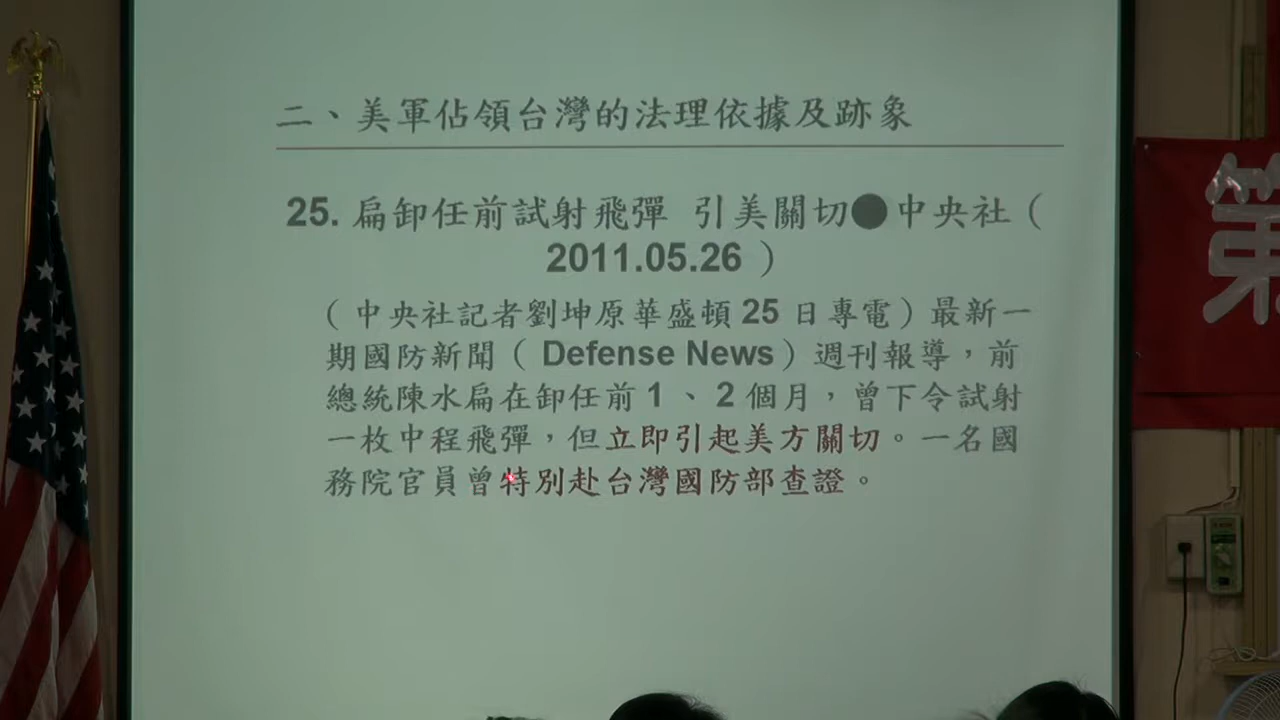 二、美軍佔領台灣的法理依據及跡象
25. 扁卸任前試射飛彈 引美關切●中央社(
2011.05.26 )
(中央社記者劉坤原華盛頓 25 日專電)最新一
期國防新聞( Defense News)週刊報導,前
總統陳水扁在卸任前 1 、 2 個月,曾下令試射
一枚中程飛彈,但立即引起美方關切。一名國
務院官員曾特別赴台灣國防部查證。
第